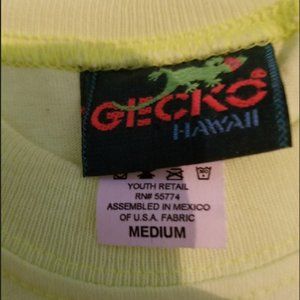 GECKO
HAWAII
YOUTH RETAIL
RN# 55774
ASSEMBLED IN MEXICO
OF U.S.A. FABRIC
MEDIUM